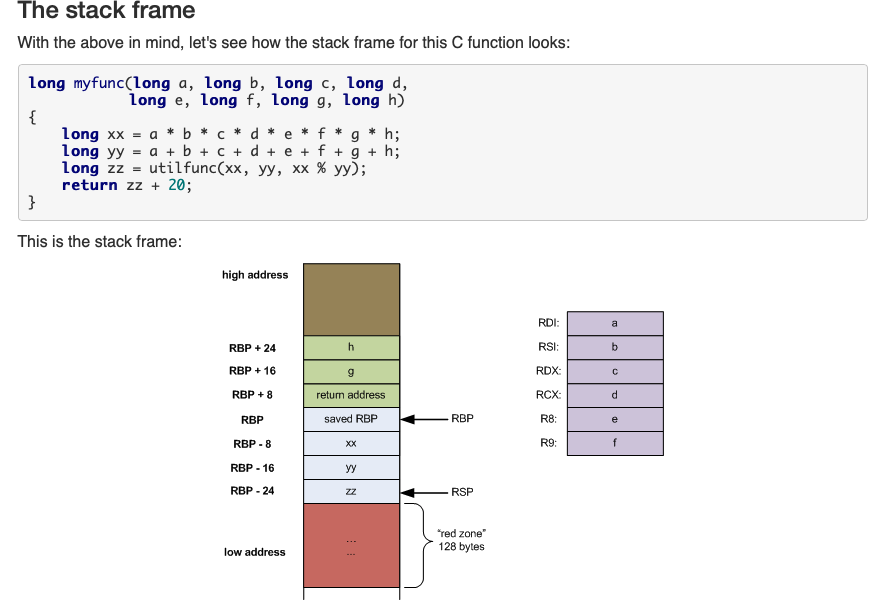 The stack frame
With the above in mind, let's see how the stack frame for this C function looks:
long myfunc(long a, long b, long c, long d,
            long e, long f, long g, long h)
{
    long xx = a * b * c * d * e * f * g * h;
    long yy = a + b + c + d + e + f + g + h;
    long zz = utilfunc(xx, yy, xx % yy);
    return zz + 20;
}
This is the stack frame:
high address
RDI: a
RSI: b
RBP + 24 h
RBP + 16 g
RDX: c
RBP + 8 return address
RCX: d
RBP saved RBP RBP
R8: e
RBP - 8 xx
R9: f
RBP - 16 yy
RBP - 24 zz RSP
"red zone"
128 bytes
...
...
low address